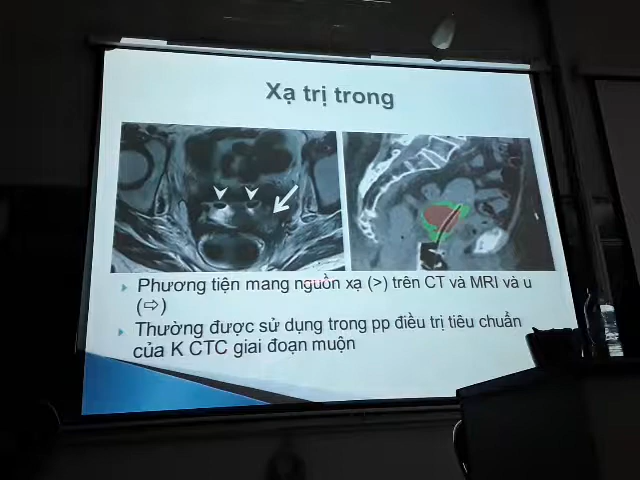 Xạ trị trong
Phương tiện mang nguồn xạ (>) trên CT và MRI và u
(⇨)
Thường được sử dụng trong pp điều trị tiêu chuẩn
của K CTC giai đoạn muộn